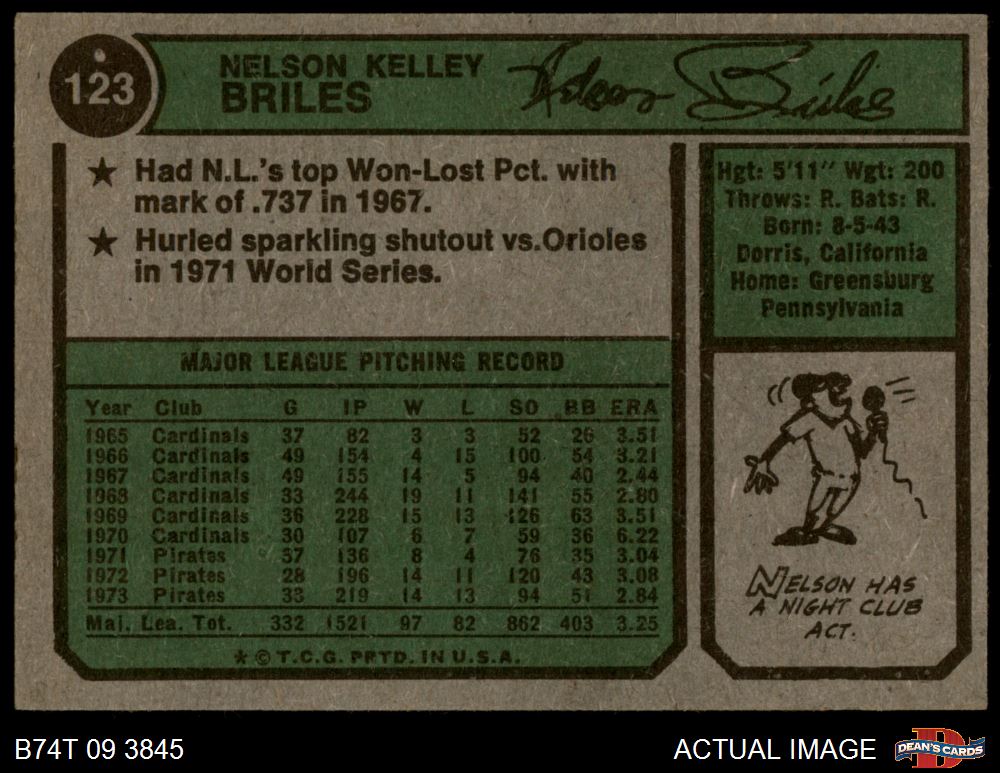 123
NELSON KELLEY
BRILES
Nelson Briles
★ Had N.L.'s top Won-Lost Pct. with
mark of .737 in 1967.
★ Hurled sparkling shutout vs.Orioles
in 1971 World Series.
Hgt: 5'11" Wgt: 200
Throws: R. Bats: R.
Born: 8-5-43
Dorris, California
Home: Greensburg
Pennsylvania
MAJOR LEAGUE PITCHING RECORD
Year Club G IP W L SO BB ERA
1965 Cardinals 37 82 3 3 52 26 3.51
1966 Cardinals 49 154 4 15 100 54 3.21
1967 Cardinals 49 155 14 5 94 40 2.44
1968 Cardinals 33 244 19 11 141 55 2.80
1969 Cardinals 36 228 15 13 126 63 3.51
1970 Cardinals 30 107 6 7 59 36 6.22
1971 Pirates 37 136 8 4 76 35 3.04
1972 Pirates 28 196 14 11 120 43 3.08
1973 Pirates 33 219 14 13 94 51 2.84
Maj. Lea. Tot. 332 1521 97 82 862 403 3.25
★ © T.C.G. PRTD. IN U.S.A.
NELSON HAS
A NIGHT CLUB
ACT.
B74T 09 3845
ACTUAL IMAGE
DEAN'S CARDS